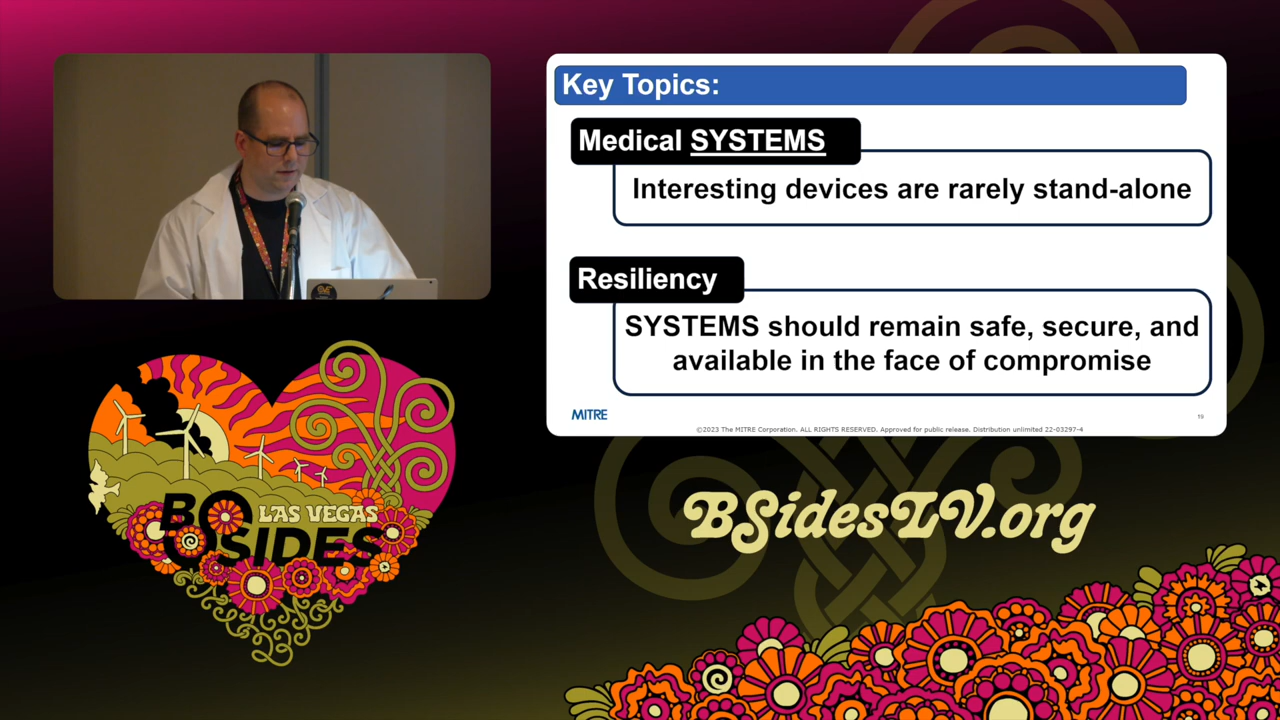 Key Topics:
Medical SYSTEMS
Interesting devices are rarely stand-alone
Resiliency
SYSTEMS should remain safe, secure, and
available in the face of compromise
MITRE
19
©2023 The MITRE Corporation. ALL RIGHTS RESERVED. Approved for public release. Distribution unlimited 22-03297-4
BSIDES
LAS VEGAS
23
BSidesLV.org